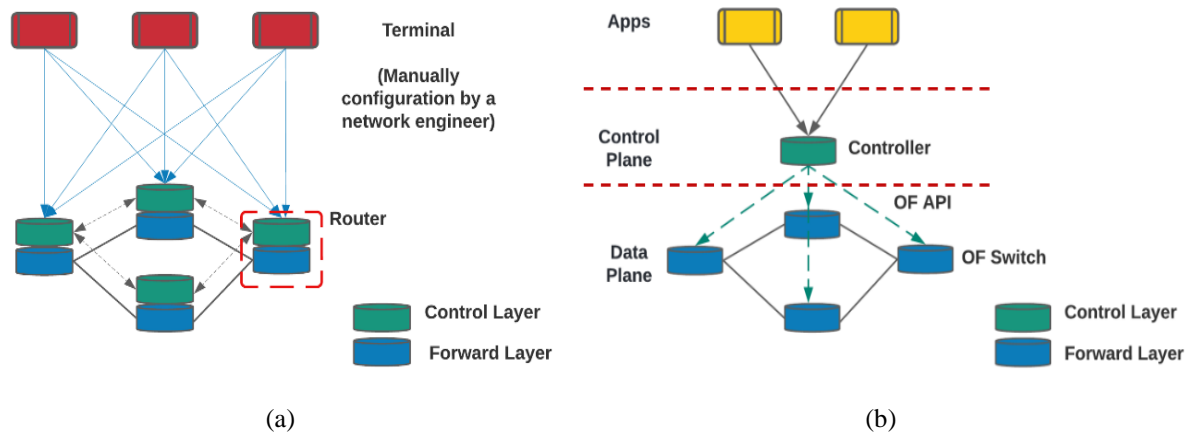 Terminal
(Manually
configuration by a
network engineer)
Router
Control Layer
Forward Layer
(a)
Apps
Control
Plane
Controller
OF API
Data
Plane
OF Switch
Control Layer
Forward Layer
(b)